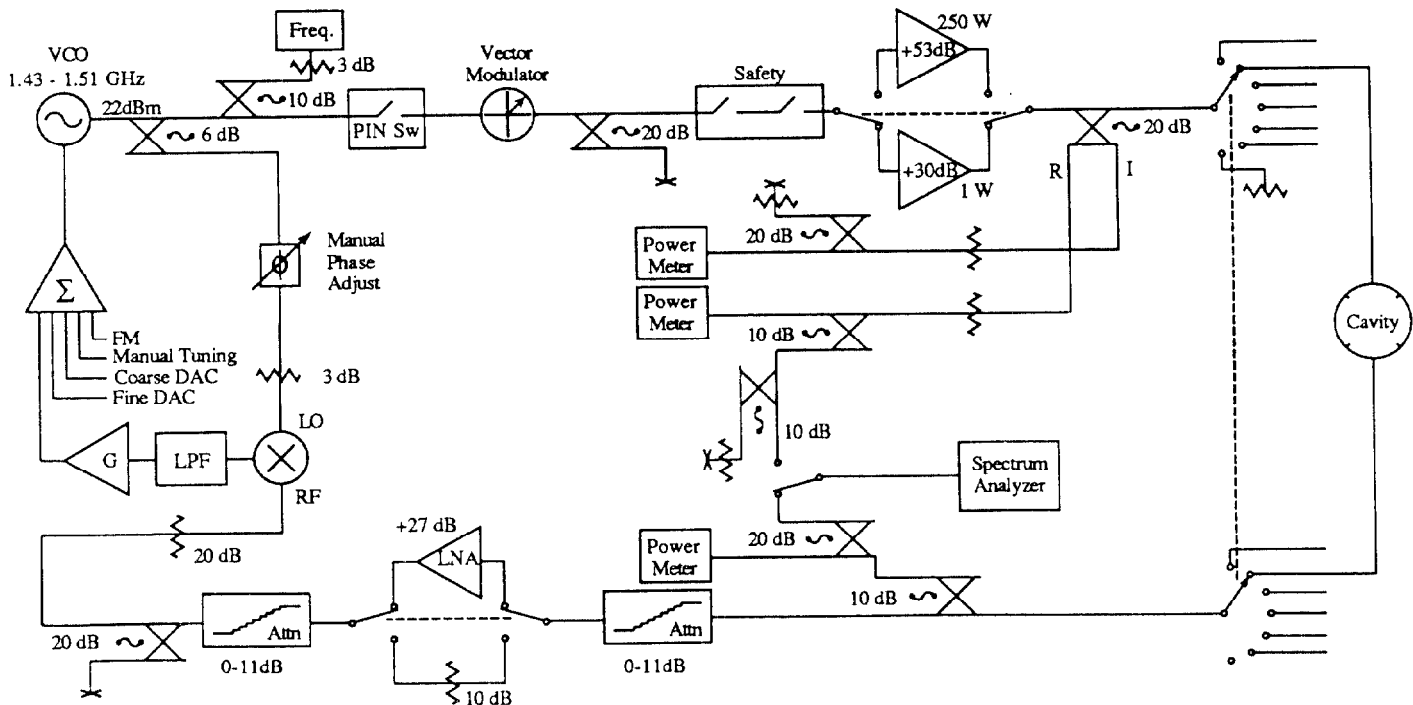 VCO
1.43 - 1.51 GHz
22dBm
6 dB
Freq.
3 dB
10 dB
PIN Sw
Vector
Modulator
20 dB
Safety
250 W
+53dB
+30dB
1 W
20 dB
R
I
20 dB
Power
Meter
Power
Meter
10 dB
10 dB
Manual
Phase
Adjust
Σ
FM
Manual Tuning
Coarse DAC
Fine DAC
3 dB
LO
G
LPF
RF
20 dB
Cavity
Spectrum
Analyzer
+27 dB
LNA
Power
Meter
20 dB
10 dB
20 dB
Attn
0-11dB
10 dB
Attn
0-11dB